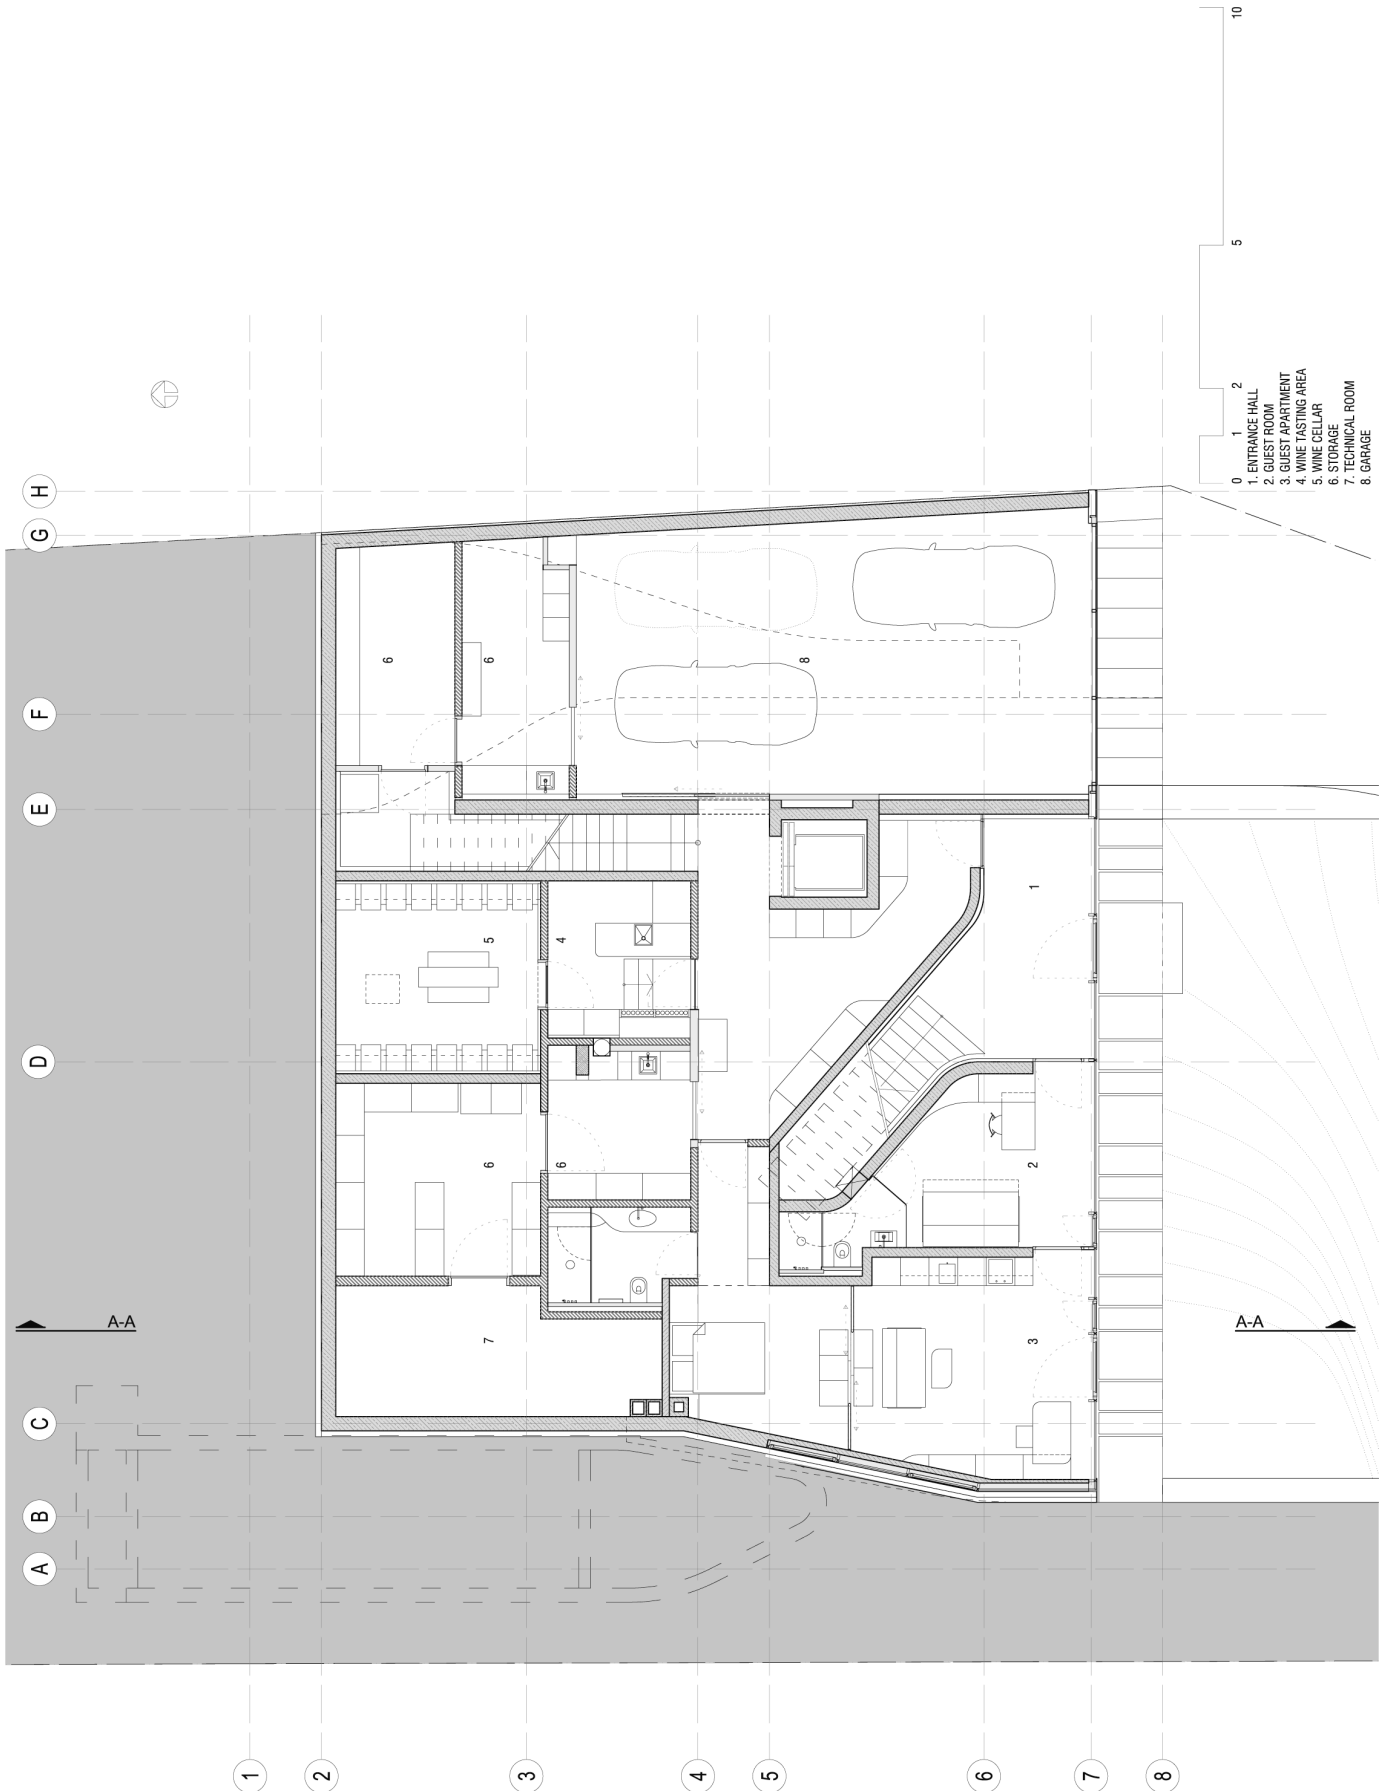 H
G
F
E
D
C
B
A
1
2
3
4
5
6
7
8
A-A
A-A
6
6
8
5
4
1
6
6
2
7
3
0 1 2 5 10
1. ENTRANCE HALL
2. GUEST ROOM
3. GUEST APARTMENT
4. WINE TASTING AREA
5. WINE CELLAR
6. STORAGE
7. TECHNICAL ROOM
8. GARAGE